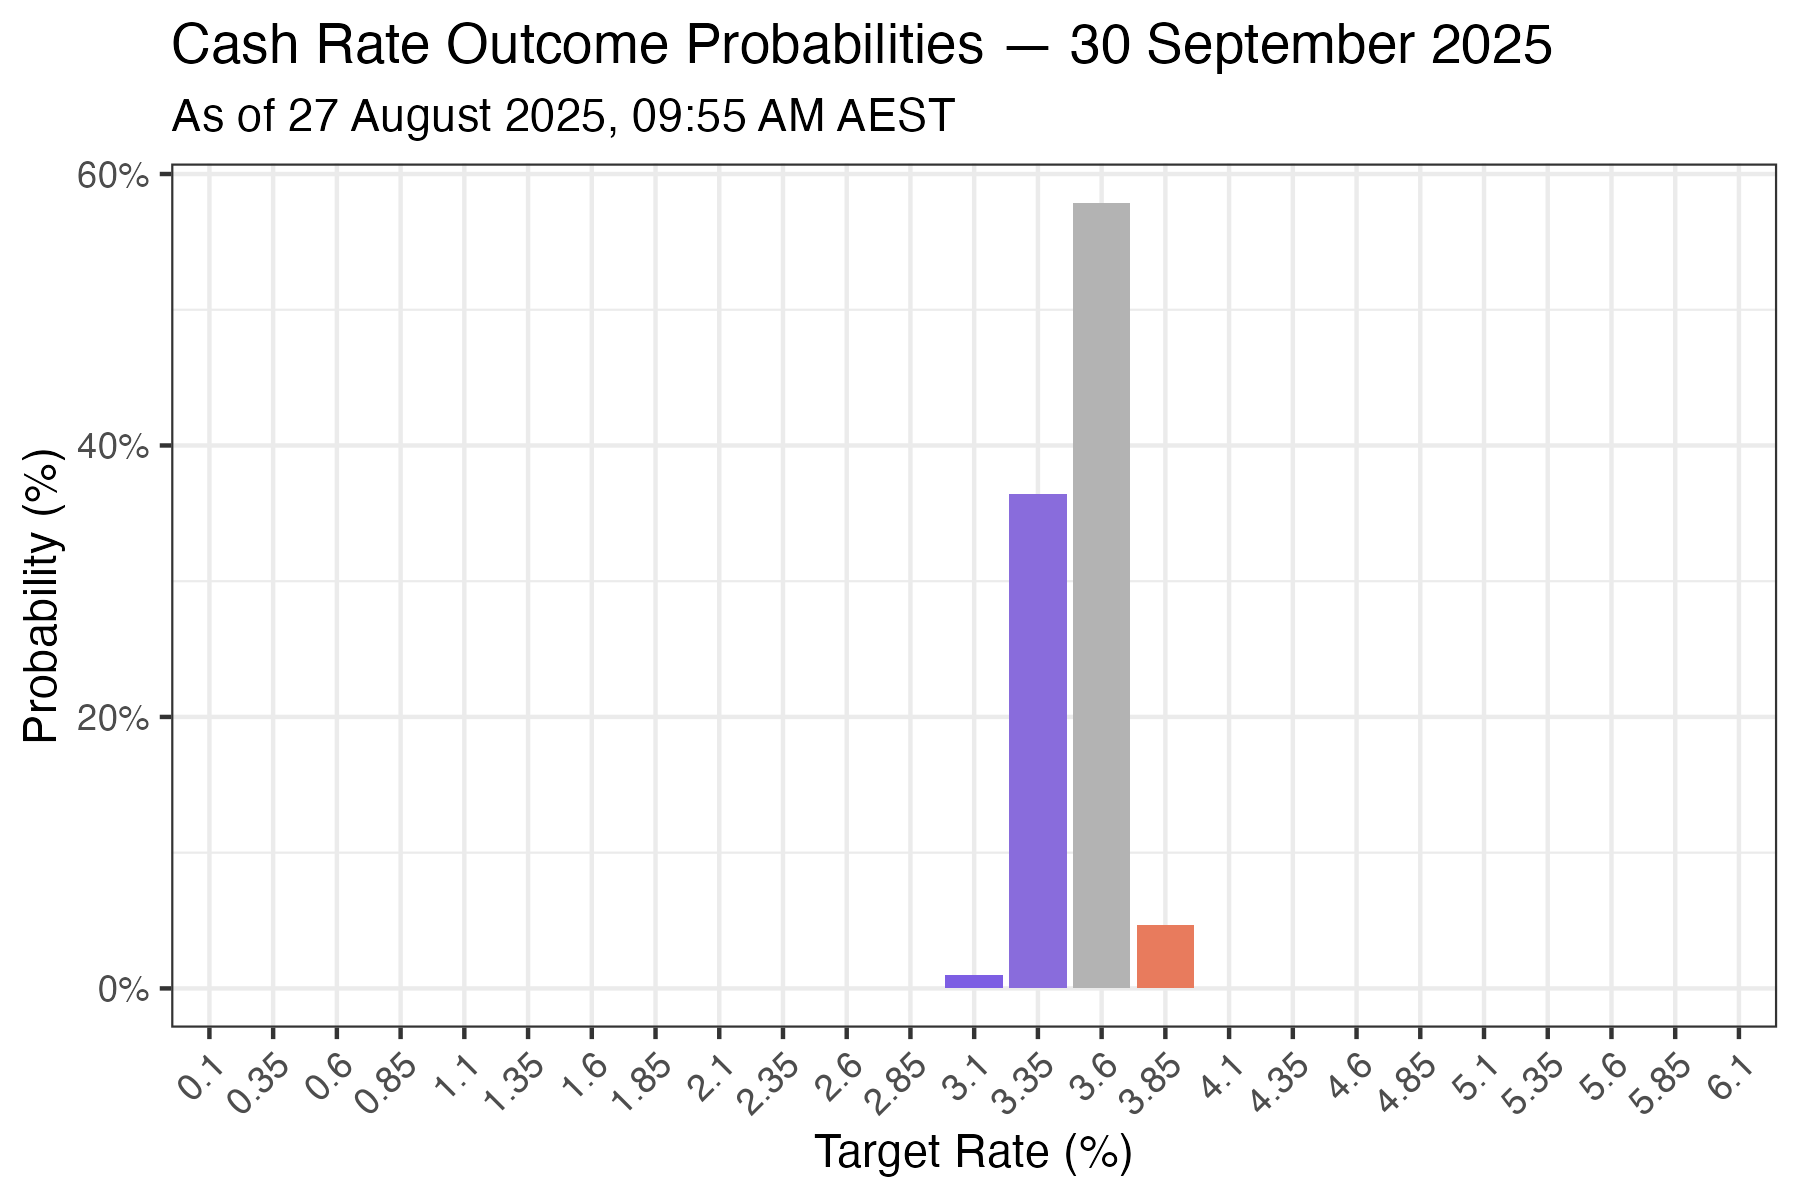 Cash Rate Outcome Probabilities — 30 September 2025
As of 27 August 2025, 09:55 AM AEST
Probability (%)
60%
40%
20%
0%
0.1 0.35 0.6 0.85 1.1 1.35 1.6 1.85 2.1 2.35 2.6 2.85 3.1 3.35 3.6 3.85 4.1 4.35 4.6 4.85 5.1 5.35 5.6 5.85 6.1
Target Rate (%)